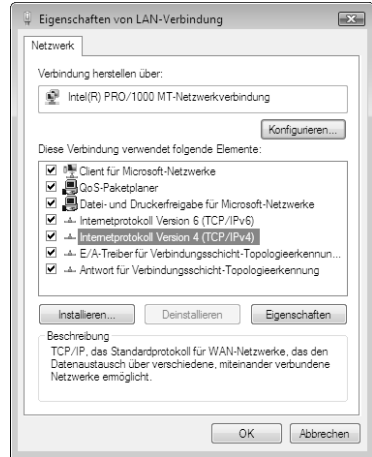 Eigenschaften von LAN-Verbindung
Netzwerk
Verbindung herstellen über:
Intel(R) PRO/1000 MT-Netzwerkverbindung
Konfigurieren...
Diese Verbindung verwendet folgende Elemente:
Client für Microsoft-Netzwerke
QoS-Paketplaner
Datei- und Druckerfreigabe für Microsoft-Netzwerke
Internetprotokoll Version 6 (TCP/IPv6)
Internetprotokoll Version 4 (TCP/IPv4)
E/A-Treiber für Verbindungsschicht-Topologieerkennun...
Antwort für Verbindungsschicht-Topologieerkennung
Installieren... Deinstallieren Eigenschaften
Beschreibung
TCP/IP, das Standardprotokoll für WAN-Netzwerke, das den
Datenaustausch über verschiedene, miteinander verbundene
Netzwerke ermöglicht.
OK Abbrechen